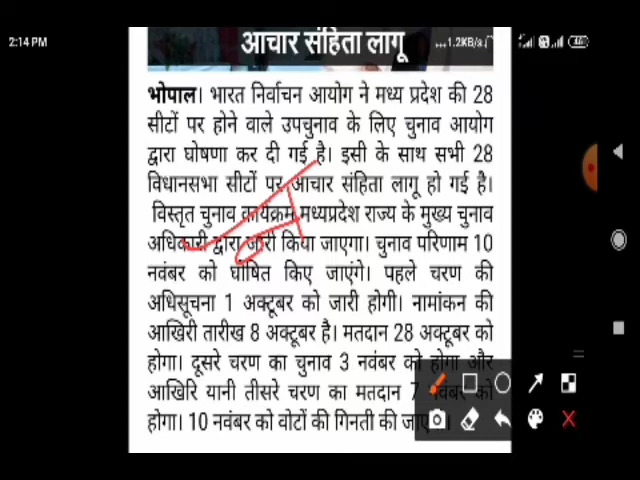 2:14 PM
...1.2KB/s
46
आचार संहिता लागू
भोपाल। भारत निर्वाचन आयोग ने मध्य प्रदेश की 28
सीटों पर होने वाले उपचुनाव के लिए चुनाव आयोग
द्वारा घोषणा कर दी गई है। इसी के साथ सभी 28
विधानसभा सीटों पर आचार संहिता लागू हो गई है।
विस्तृत चुनाव कार्यक्रम मध्यप्रदेश राज्य के मुख्य चुनाव
अधिकारी द्वारा जारी किया जाएगा। चुनाव परिणाम 10
नवंबर को घोषित किए जाएंगे। पहले चरण की
अधिसूचना 1 अक्टूबर को जारी होगी। नामांकन की
आखिरी तारीख 8 अक्टूबर है। मतदान 28 अक्टूबर को
होगा। दूसरे चरण का चुनाव 3 नवंबर को होगा और
आखिरि यानी तीसरे चरण का मतदान 7 नवंबर को
होगा। 10 नवंबर को वोटों की गिनती की